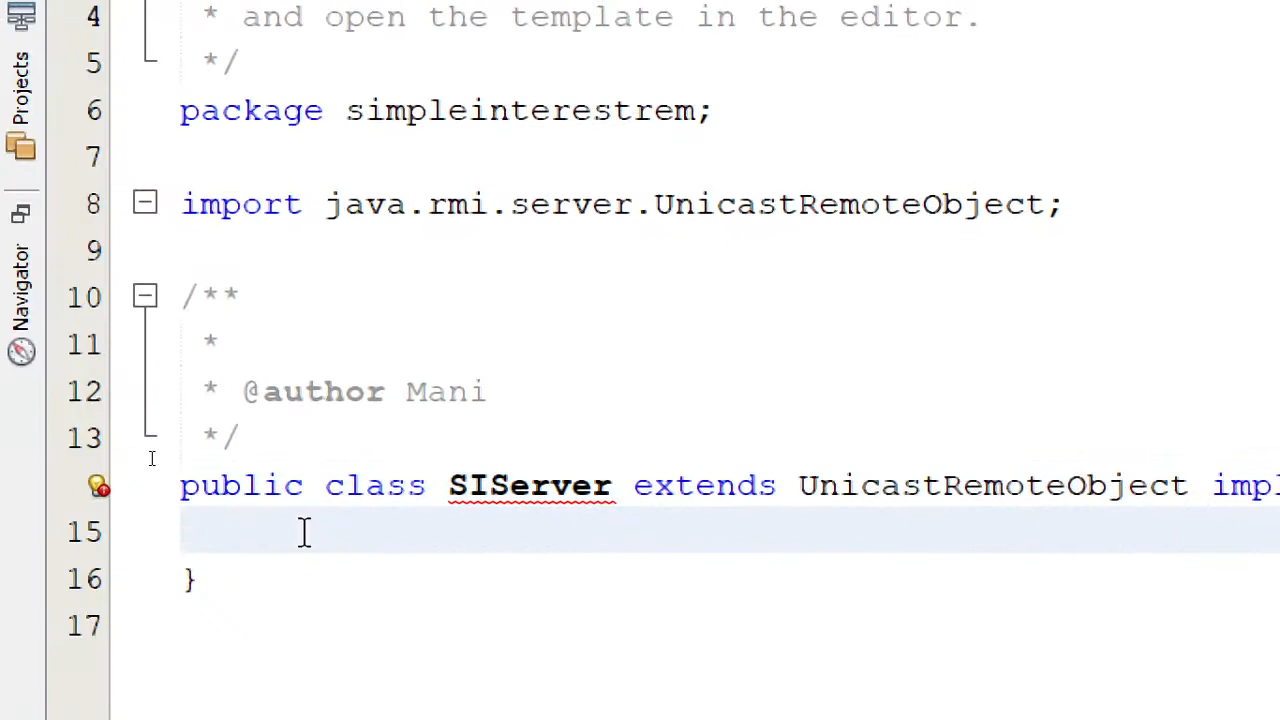 Projects
Navigator
4 * and open the template in the editor.
5 */
6 package simpleinterestrem;
7
8 import java.rmi.server.UnicastRemoteObject;
9
10 /**
11 *
12 * @author Mani
13 */
public class SIServer extends UnicastRemoteObject impl
15
16 }
17